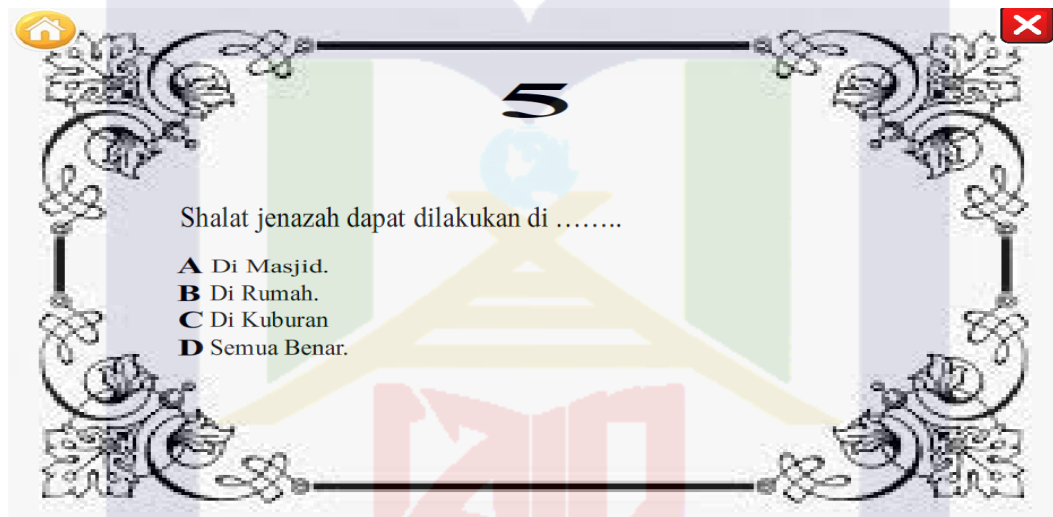 5
Shalat jenazah dapat dilakukan di ........
A Di Masjid.
B Di Rumah.
C Di Kuburan
D Semua Benar.